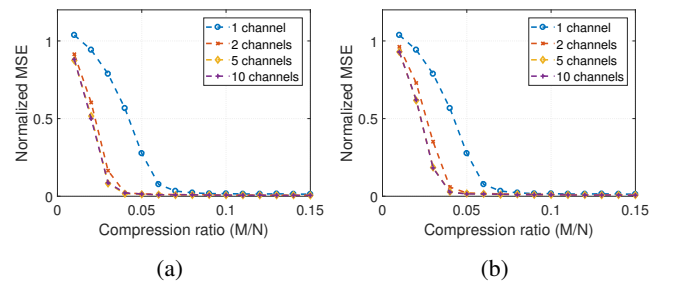 1
0.5
0
Normalized MSE
0
0.05
0.1
0.15
Compression ratio (M/N)
1 channel
2 channels
5 channels
10 channels
(a)
1
0.5
0
Normalized MSE
0
0.05
0.1
0.15
Compression ratio (M/N)
1 channel
2 channels
5 channels
10 channels
(b)